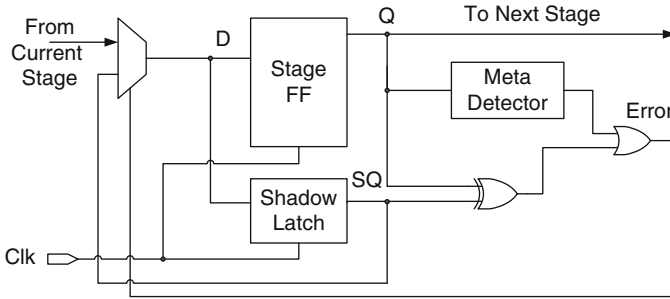 From
Current
Stage
D
Stage
FF
Q
To Next Stage
Meta
Detector
Error
SQ
Shadow
Latch
Clk